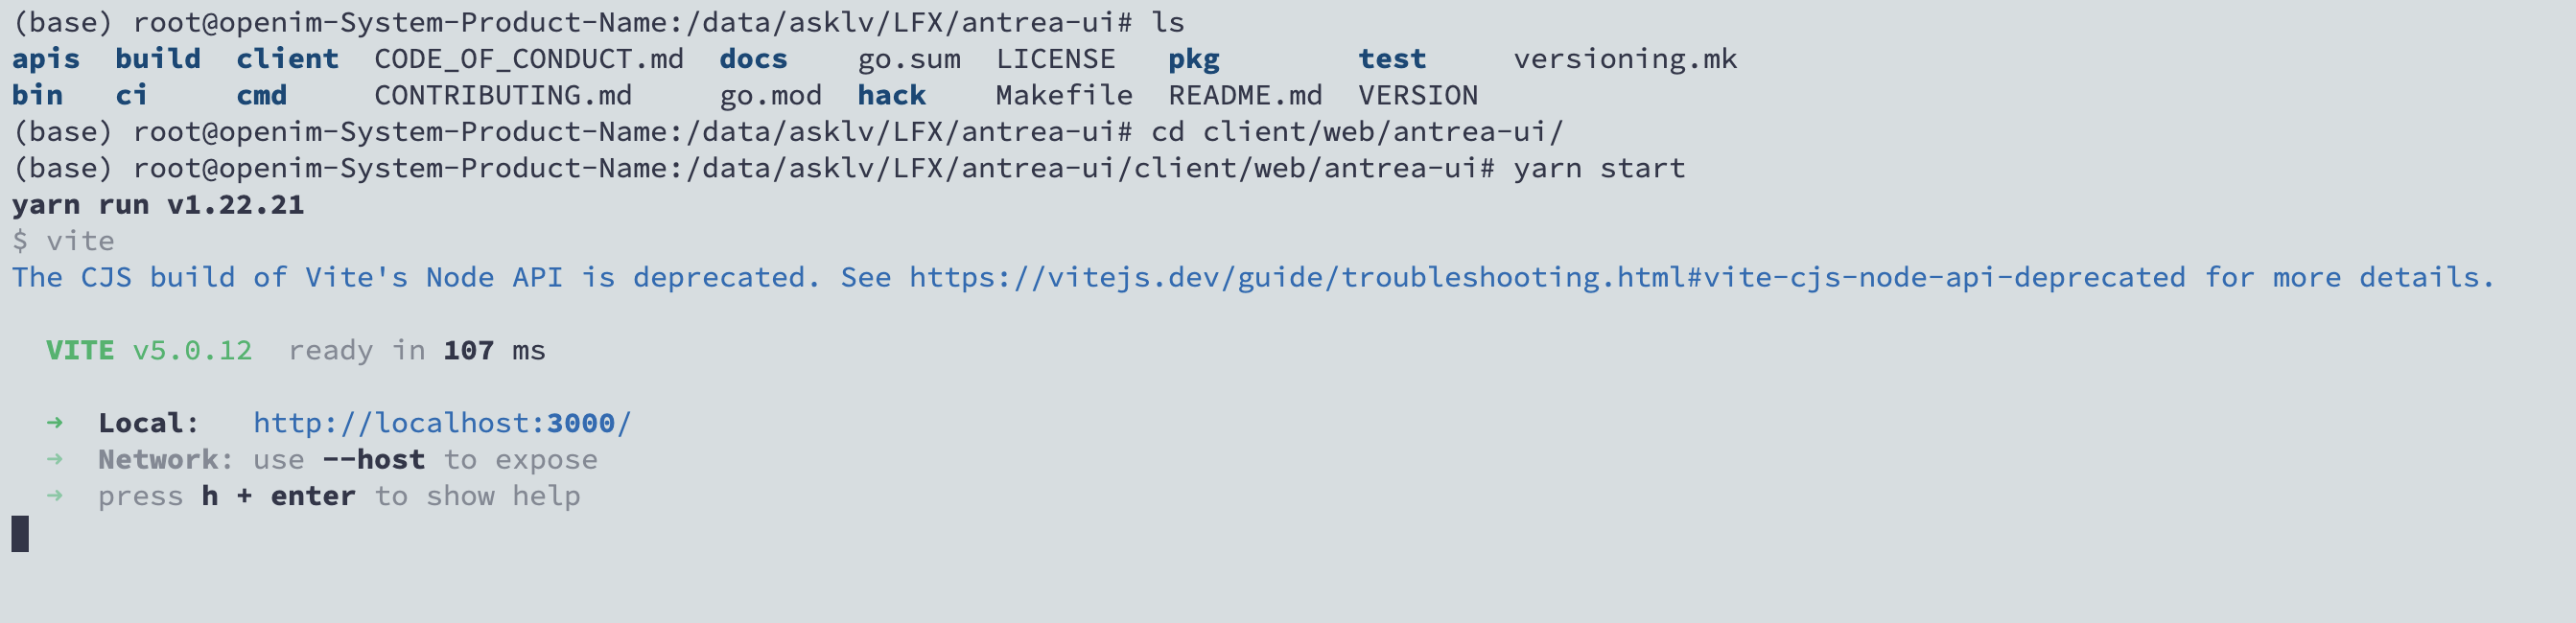 (base) root@openim-System-Product-Name:/data/asklv/LFX/antrea-ui# ls
apis  build  client  CODE_OF_CONDUCT.md  docs    go.sum  LICENSE   pkg        test     versioning.mk
bin   ci     cmd     CONTRIBUTING.md     go.mod  hack    Makefile  README.md  VERSION
(base) root@openim-System-Product-Name:/data/asklv/LFX/antrea-ui# cd client/web/antrea-ui/
(base) root@openim-System-Product-Name:/data/asklv/LFX/antrea-ui/client/web/antrea-ui# yarn start
yarn run v1.22.21
$ vite
The CJS build of Vite's Node API is deprecated. See https://vitejs.dev/guide/troubleshooting.html#vite-cjs-node-api-deprecated for more details.
  VITE v5.0.12  ready in 107 ms
  ➜  Local:   http://localhost:3000/
  ➜  Network: use --host to expose
  ➜  press h + enter to show help